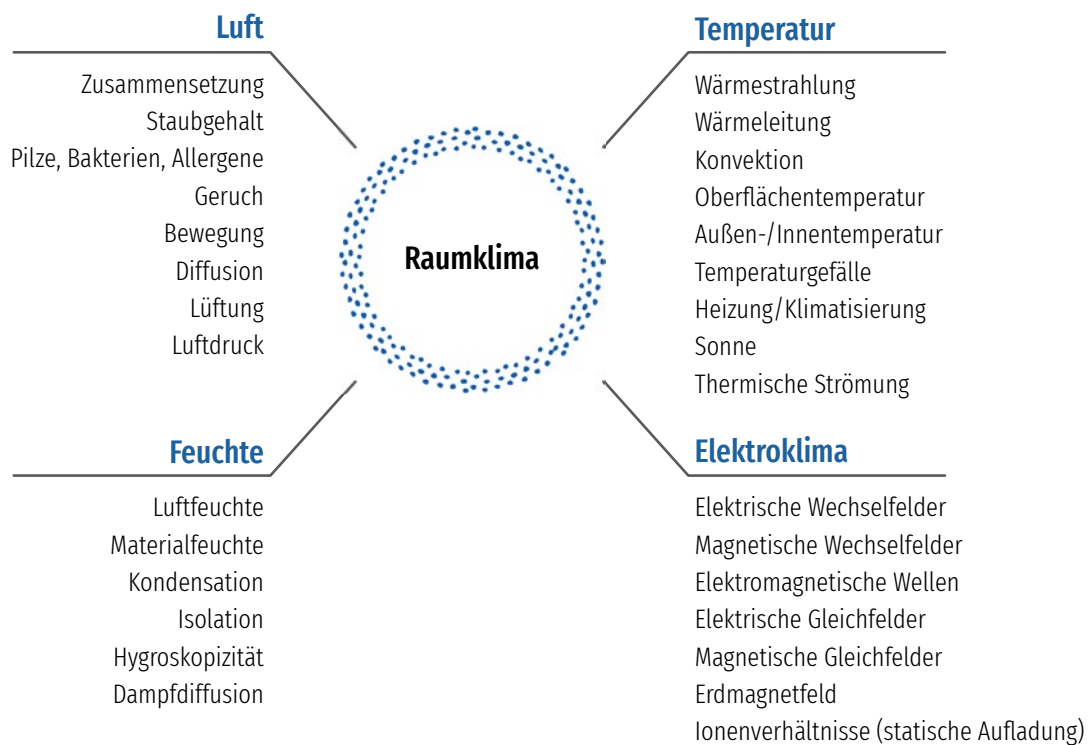 Luft
Zusammensetzung
Staubgehalt
Pilze, Bakterien, Allergene
Geruch
Bewegung
Diffusion
Lüftung
Luftdruck
Temperatur
Wärmestrahlung
Wärmeleitung
Konvektion
Oberflächentemperatur
Außen-/Innentemperatur
Temperaturgefälle
Heizung/Klimatisierung
Sonne
Thermische Strömung
Raumklima
Feuchte
Luftfeuchte
Materialfeuchte
Kondensation
Isolation
Hygroskopizität
Dampfdiffusion
Elektroklima
Elektrische Wechselfelder
Magnetische Wechselfelder
Elektromagnetische Wellen
Elektrische Gleichfelder
Magnetische Gleichfelder
Erdmagnetfeld
Ionenverhältnisse (statische Aufladung)